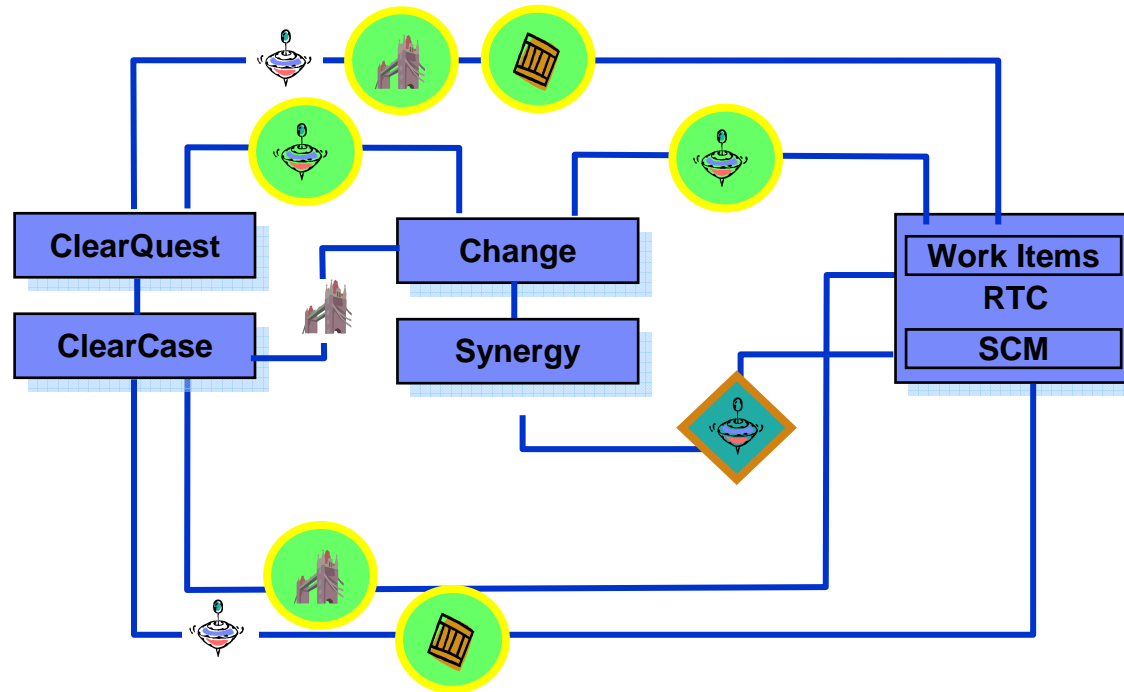 ClearQuest
Change
Work Items
RTC
ClearCase
Synergy
SCM